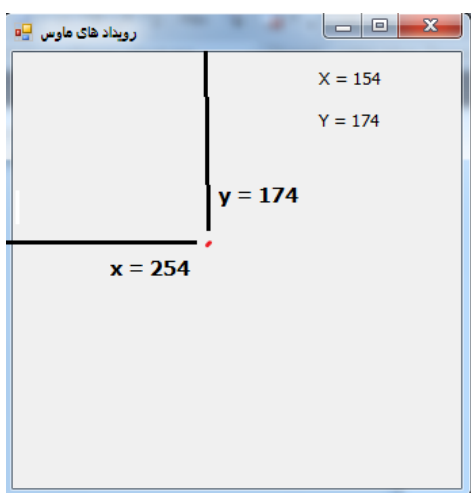 رویداد های ماوس
X = 154
Y = 174
y = 174
x = 254